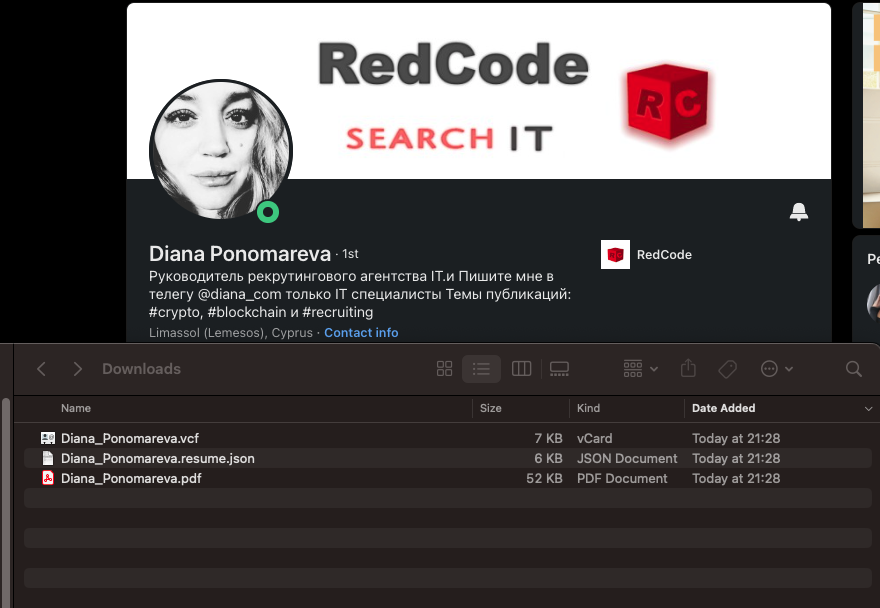 RedCode
SEARCH IT
R C
Diana Ponomareva · 1st
RedCode
Руководитель рекрутингового агентства IT.и Пишите мне в
телегу @diana_com только IT специалисты Темы публикаций:
#crypto, #blockchain и #recruiting
Limassol (Lemesos), Cyprus · Contact info
Pe
Downloads
Name Size Kind Date Added
Diana_Ponomareva.vcf 7 KB vCard Today at 21:28
Diana_Ponomareva.resume.json 6 KB JSON Document Today at 21:28
Diana_Ponomareva.pdf 52 KB PDF Document Today at 21:28